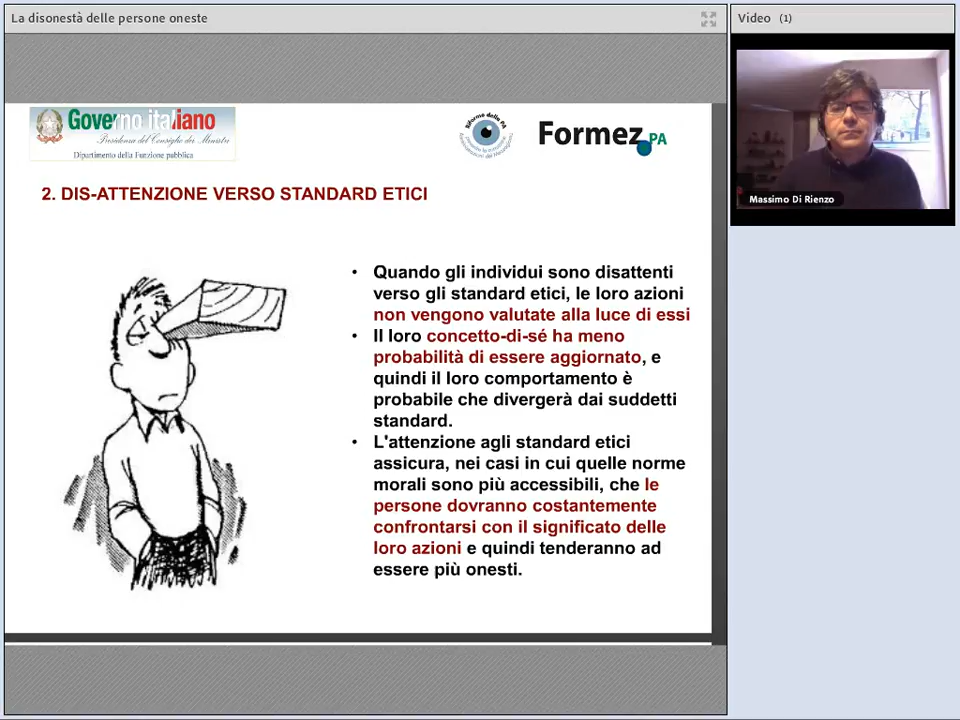 La disonestà delle persone oneste
Video (1)
Governo italiano
Presidenza del Consiglio dei Ministri
Dipartimento della Funzione pubblica
Riforme delle PA
Formez PA
Massimo Di Rienzo
2. DIS-ATTENZIONE VERSO STANDARD ETICI
• Quando gli individui sono disattenti
verso gli standard etici, le loro azioni
non vengono valutate alla luce di essi
• Il loro concetto-di-sé ha meno
probabilità di essere aggiornato, e
quindi il loro comportamento è
probabile che divergerà dai suddetti
standard.
• L'attenzione agli standard etici
assicura, nei casi in cui quelle norme
morali sono più accessibili, che le
persone dovranno costantemente
confrontarsi con il significato delle
loro azioni e quindi tenderanno ad
essere più onesti.